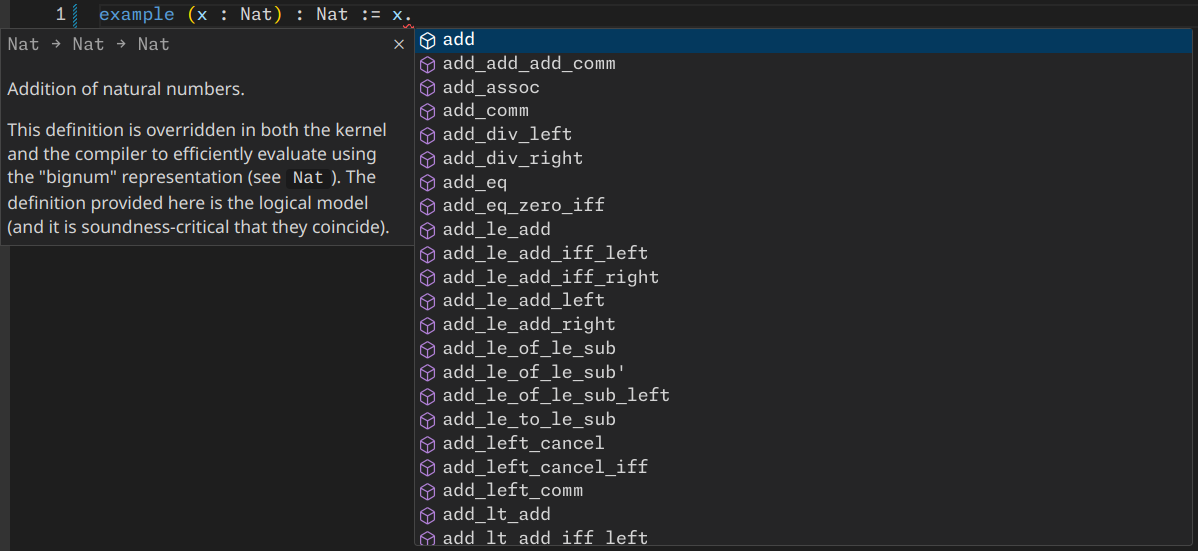 1 example (x : Nat) : Nat := x.
Nat → Nat → Nat
Addition of natural numbers.
This definition is overridden in both the kernel
and the compiler to efficiently evaluate using
the "bignum" representation (see Nat ). The
definition provided here is the logical model
(and it is soundness-critical that they coincide).
add
add_add_add_comm
add_assoc
add_comm
add_div_left
add_div_right
add_eq
add_eq_zero_iff
add_le_add
add_le_add_iff_left
add_le_add_iff_right
add_le_add_left
add_le_add_right
add_le_of_le_sub
add_le_of_le_sub'
add_le_of_le_sub_left
add_le_to_le_sub
add_left_cancel
add_left_cancel_iff
add_left_comm
add_lt_add
add_lt_add_iff_left